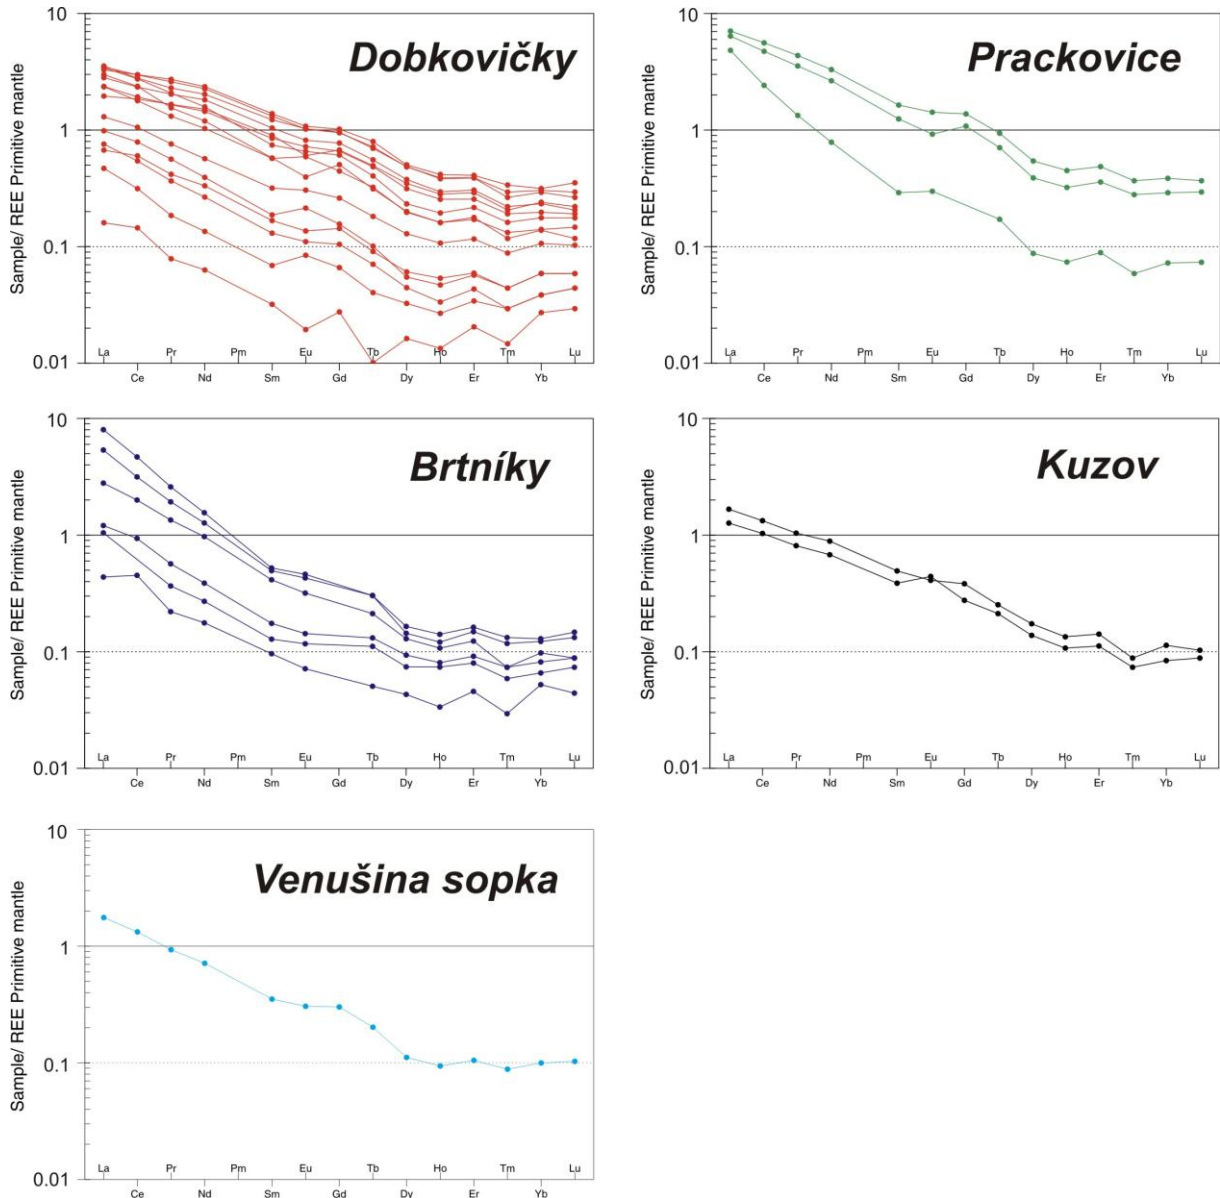 Dobkovičky
Sample/ REE Primitive mantle
10
1
0.1
0.01
La Pr Pm Eu Tb Ho Tm Lu
Ce Nd Sm Gd Dy Er Yb
Prackovice
Sample/ REE Primitive mantle
10
1
0.1
0.01
La Pr Pm Eu Tb Ho Tm Lu
Ce Nd Sm Gd Dy Er Yb
Brtníky
Sample/ REE Primitive mantle
10
1
0.1
0.01
La Pr Pm Eu Tb Ho Tm Lu
Ce Nd Sm Gd Dy Er Yb
Kuzov
Sample/ REE Primitive mantle
10
1
0.1
0.01
La Pr Pm Eu Tb Ho Tm Lu
Ce Nd Sm Gd Dy Er Yb
Venušina sopka
Sample/ REE Primitive mantle
10
1
0.1
0.01
La Pr Pm Eu Tb Ho Tm Lu
Ce Nd Sm Gd Dy Er Yb